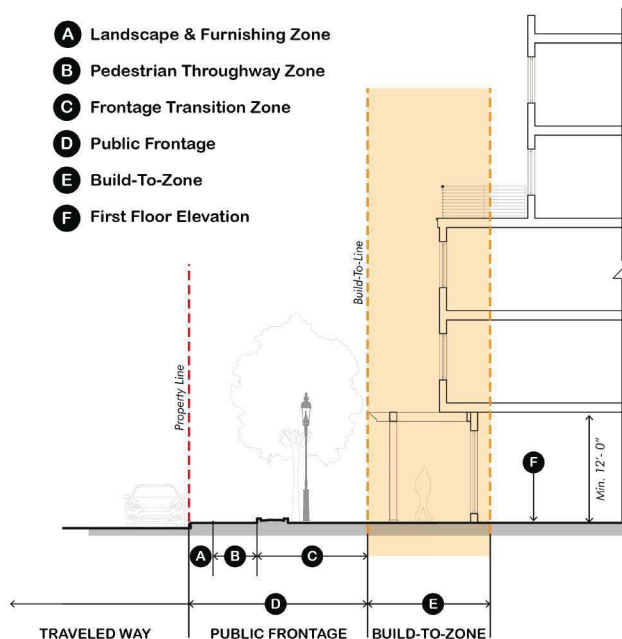 A Landscape & Furnishing Zone
B Pedestrian Throughway Zone
C Frontage Transition Zone
D Public Frontage
E Build-To-Zone
F First Floor Elevation
Build-To-Line
Property Line
F
Min. 12'- 0"
A B C
D E
TRAVELED WAY PUBLIC FRONTAGE BUILD-TO-ZONE